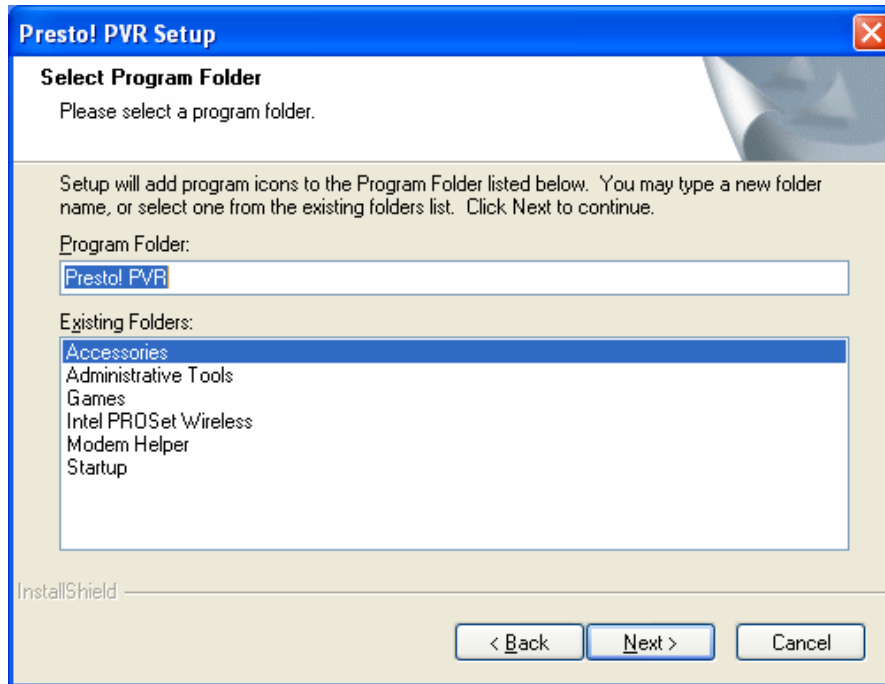 Presto! PVR Setup
Select Program Folder
Please select a program folder.
Setup will add program icons to the Program Folder listed below.  You may type a new folder
name, or select one from the existing folders list.  Click Next to continue.
Program Folder:
Presto! PVR
Existing Folders:
Accessories
Administrative Tools
Games
Intel PROSet Wireless
Modem Helper
Startup
InstallShield
< Back Next > Cancel